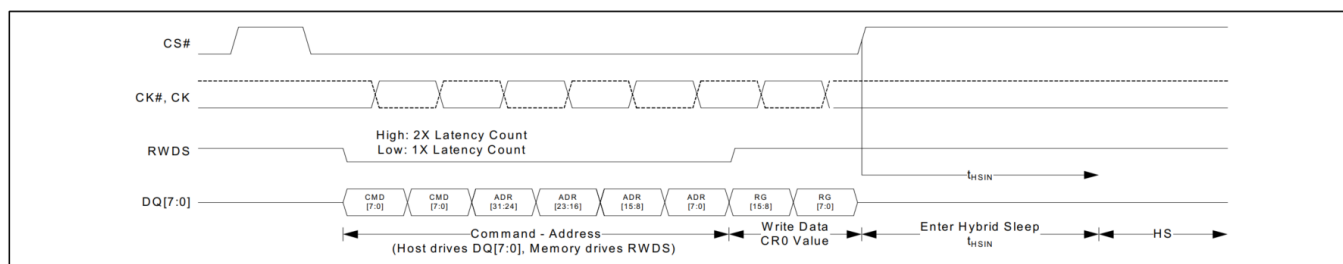 CS#
CK#, CK
High: 2X Latency Count
Low: 1X Latency Count
RWDS
tHSIN
DQ[7:0]
CMD [7:0]
CMD [7:0]
ADR [31:24]
ADR [23:16]
ADR [15:8]
ADR [7:0]
RG [15:8]
RG [7:0]
Command - Address
(Host drives DQ[7:0], Memory drives RWDS)
Write Data
CR0 Value
Enter Hybrid Sleep
tHSIN
HS